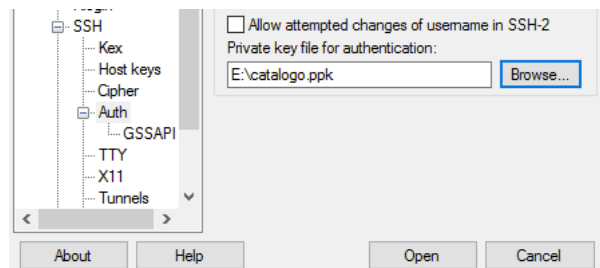 SSH
Kex
Host keys
Cipher
Auth
GSSAPI
TTY
X11
Tunnels
Allow attempted changes of username in SSH-2
Private key file for authentication:
E:\catalogo.ppk
Browse...
About
Help
Open
Cancel